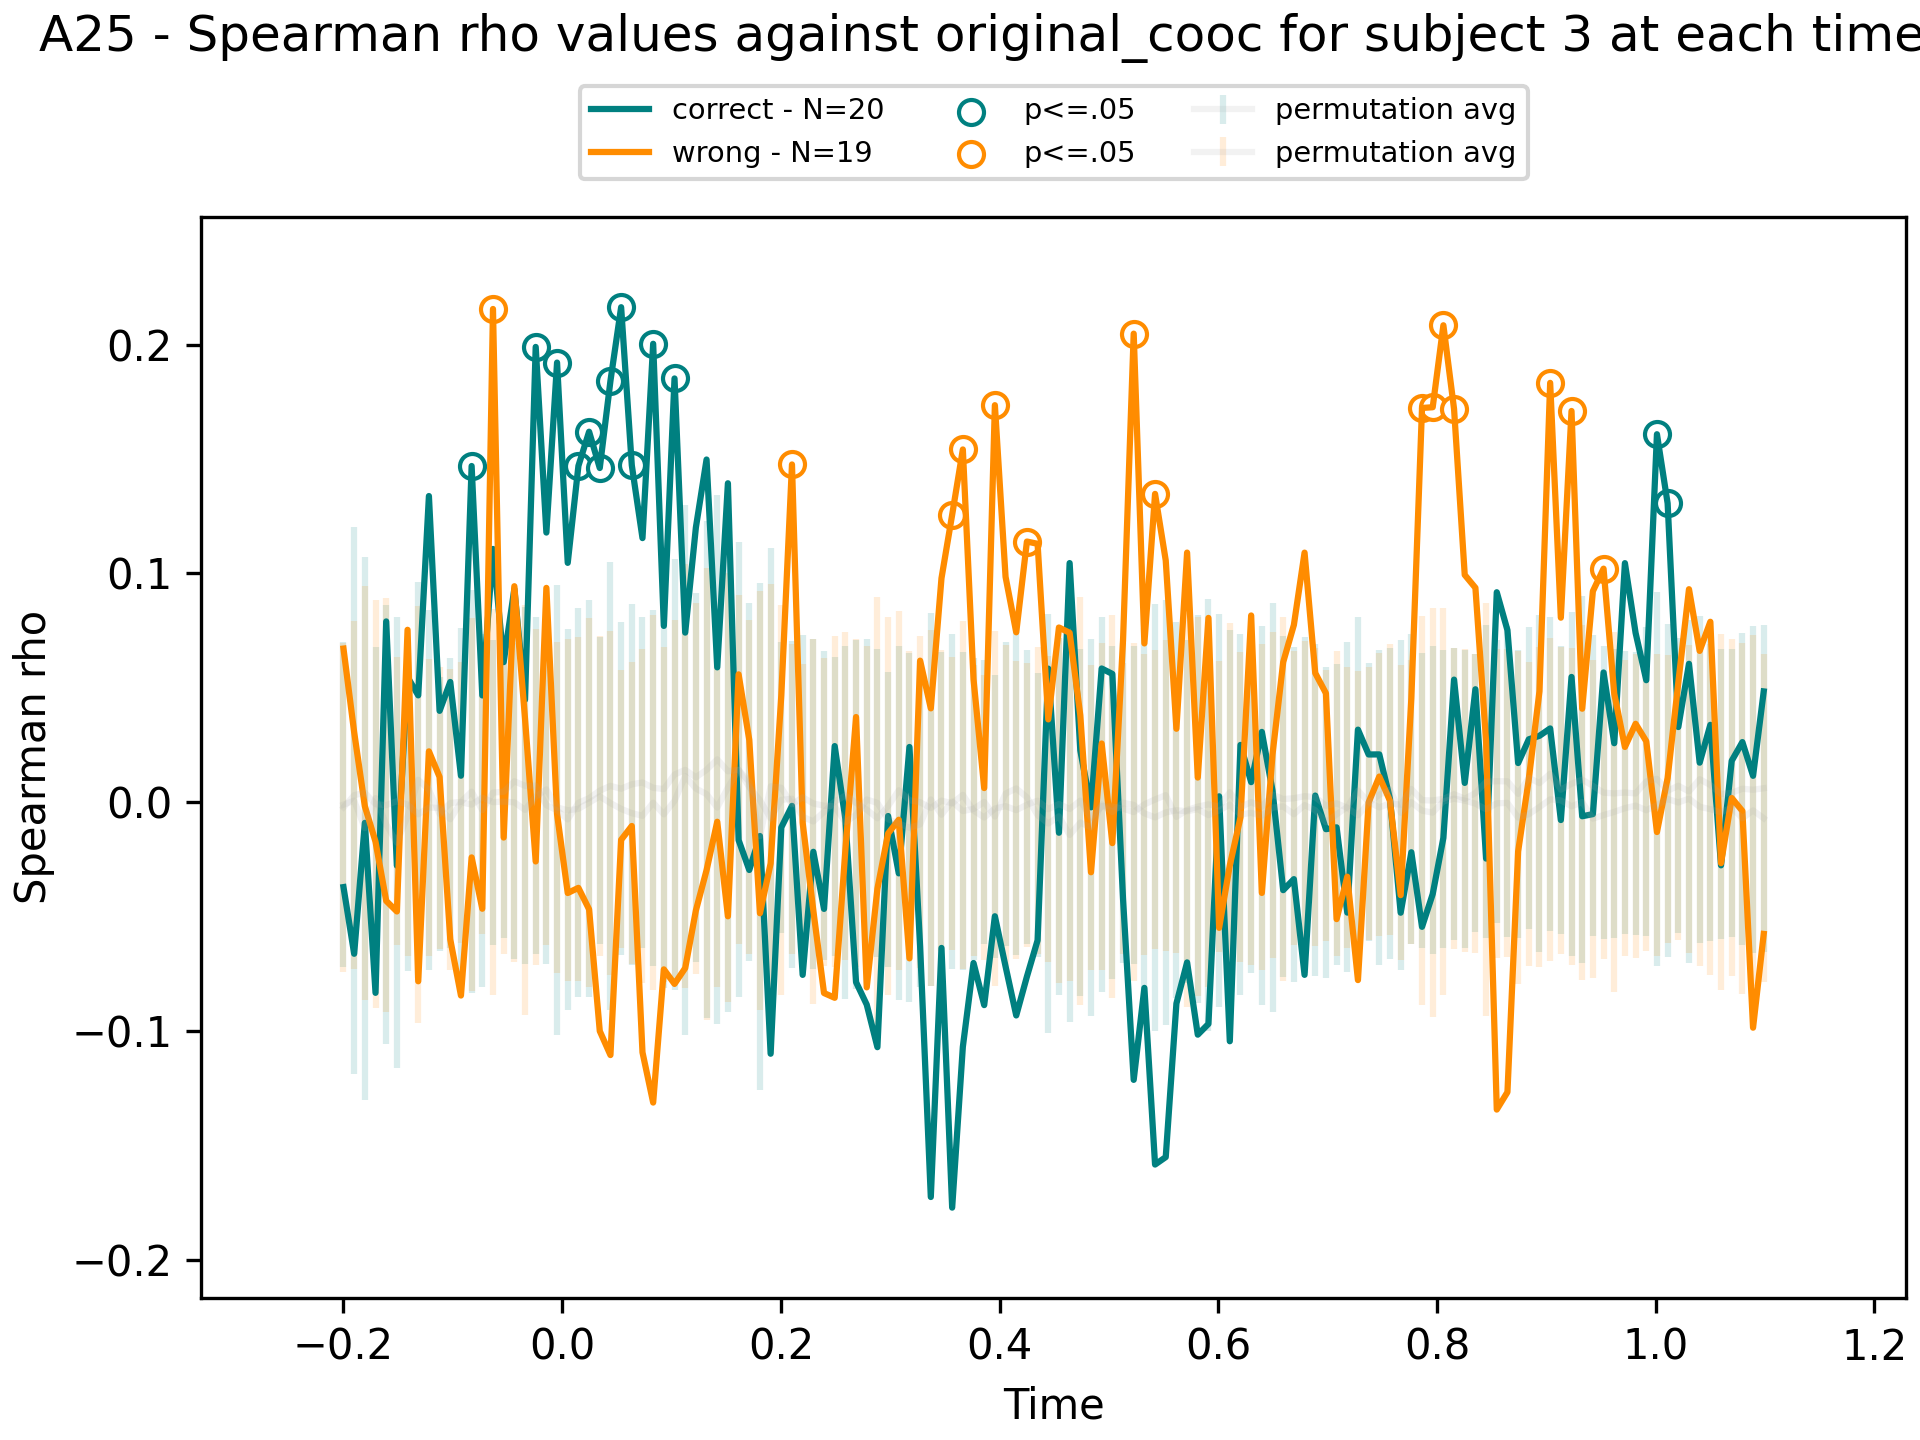 A25 - Spearman rho values against original_cooc for subject 3 at each time
correct - N=20
wrong - N=19
p<=.05
p<=.05
permutation avg
permutation avg
Spearman rho
0.2
0.1
0.0
−0.1
−0.2
−0.2 0.0 0.2 0.4 0.6 0.8 1.0 1.2
Time